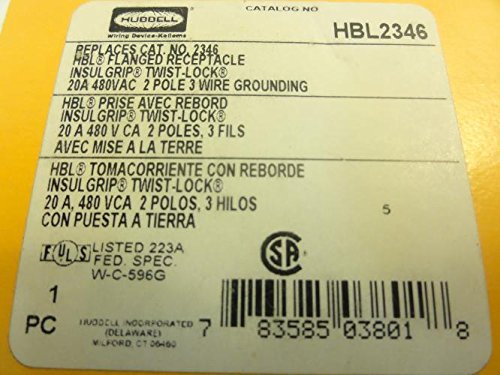 HUDDELL
Wiring Device-Kellems
CATALOG NO
HBL2346
REPLACES CAT. NO. 2346
HBL® FLANGED RECEPTACLE
INSULGRIP® TWIST-LOCK®
20A 480VAC 2 POLE 3 WIRE GROUNDING
HBL® PRISE AVEC REBORD
INSULGRIP® TWIST-LOCK®
20 A 480 V CA 2 POLES, 3 FILS
AVEC MISE A LA TERRE
HBL® TOMACORRIENTE CON REBORDE
INSULGRIP® TWIST-LOCK®
20 A, 480 VCA 2 POLOS, 3 HILOS
CON PUESTA A TIERRA
5
LISTED 223A
FED. SPEC.
W-C-596G
1
PC
HUDDELL INCORPORATED
(DELAWARE)
MILFORD, CT 06460
7 83585 03801 8